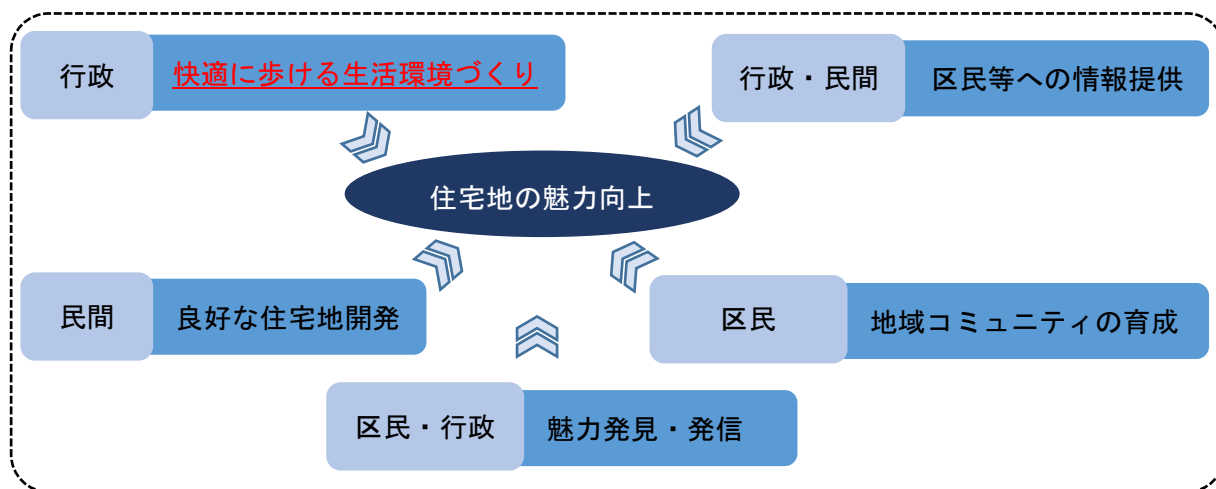 行政
快適に歩ける生活環境づくり
行政・民間
区民等への情報提供
住宅地の魅力向上
民間
良好な住宅地開発
区民
地域コミュニティの育成
区民・行政
魅力発見・発信